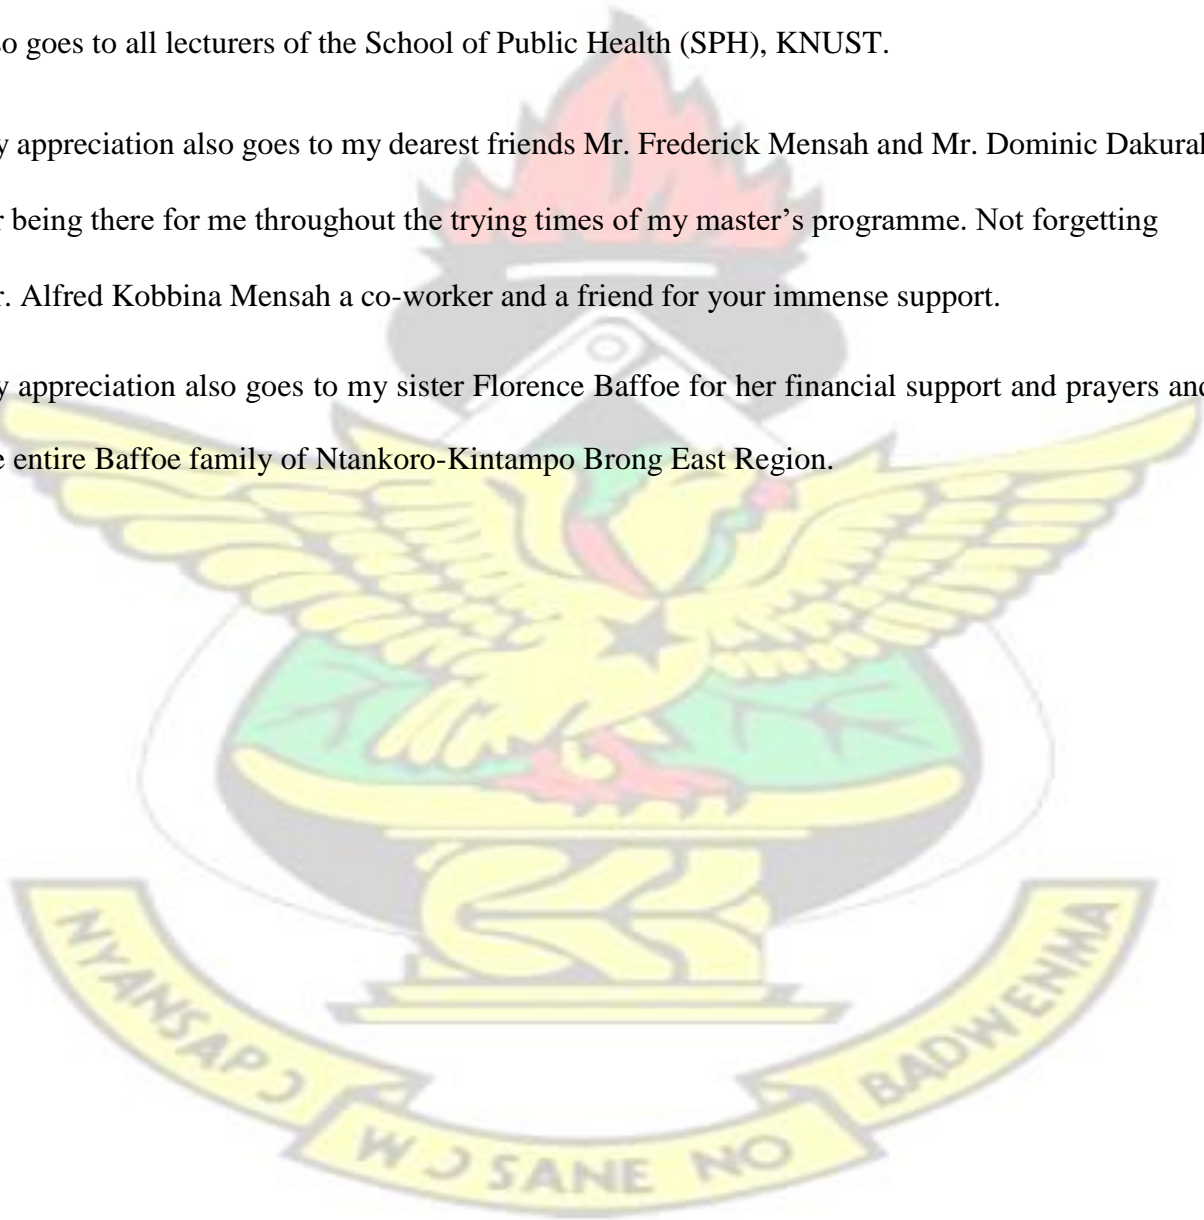 so goes to all lecturers of the School of Public Health (SPH), KNUST.
y appreciation also goes to my dearest friends Mr. Frederick Mensah and Mr. Dominic Dakurah
r being there for me throughout the trying times of my master’s programme. Not forgetting
r. Alfred Kobbina Mensah a co-worker and a friend for your immense support.
y appreciation also goes to my sister Florence Baffoe for her financial support and prayers and
e entire Baffoe family of Ntankoro-Kintampo Brong East Region.
NYANSAPƆ
WƆSANE NO
BADWENMA